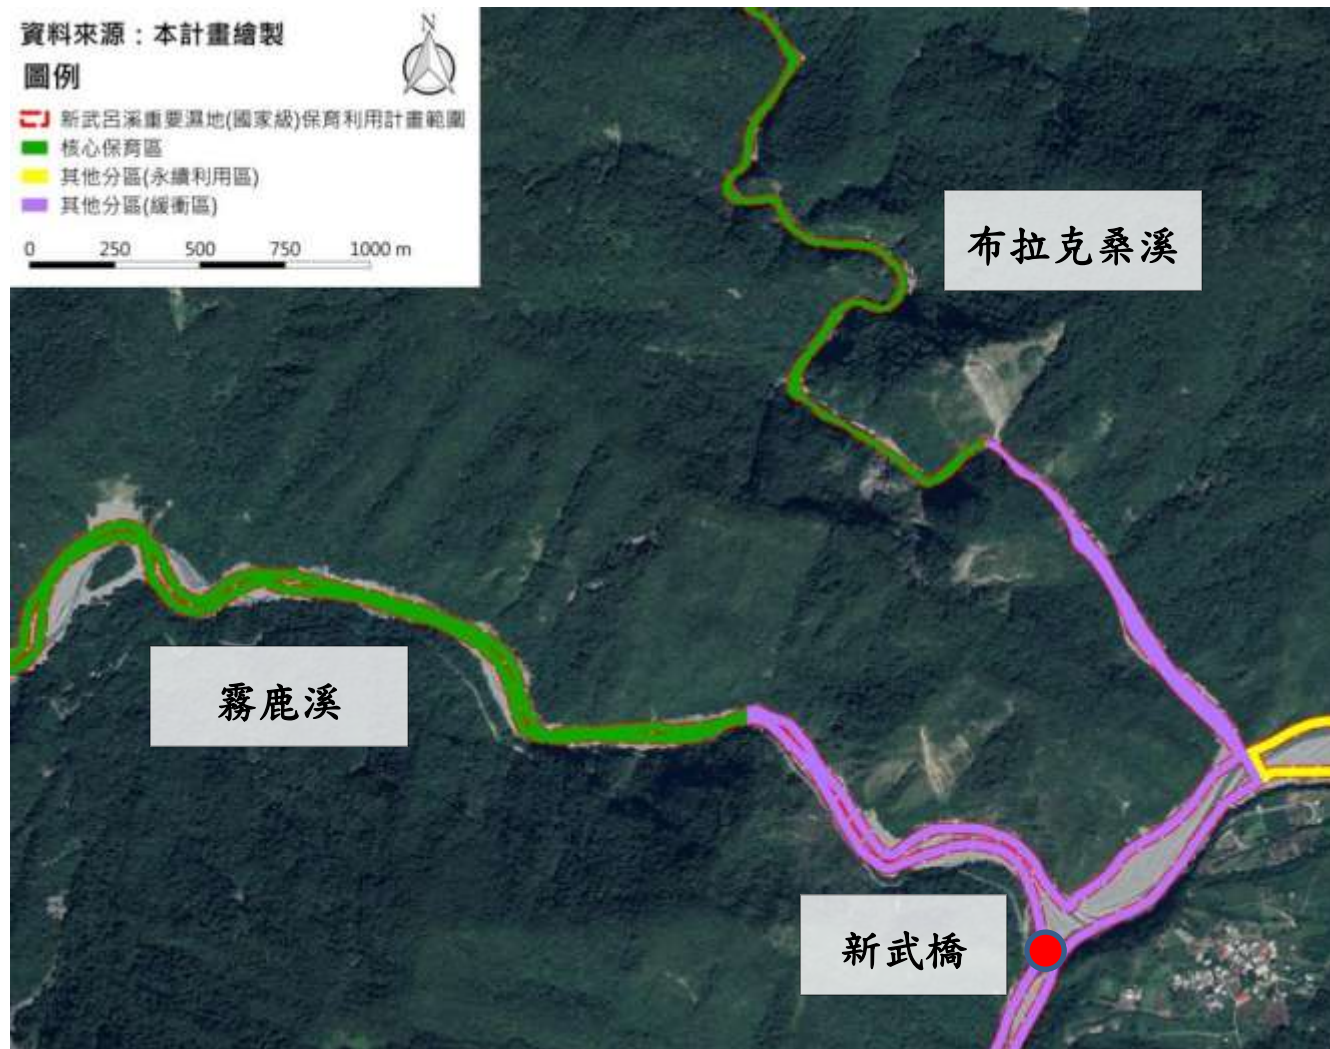 資料來源：本計畫繪製
N
圖例
新武呂溪重要濕地(國家級)保育利用計畫範圍
核心保育區
其他分區(永續利用區)
其他分區(緩衝區)
0 250 500 750 1000 m
布拉克桑溪
霧鹿溪
新武橋